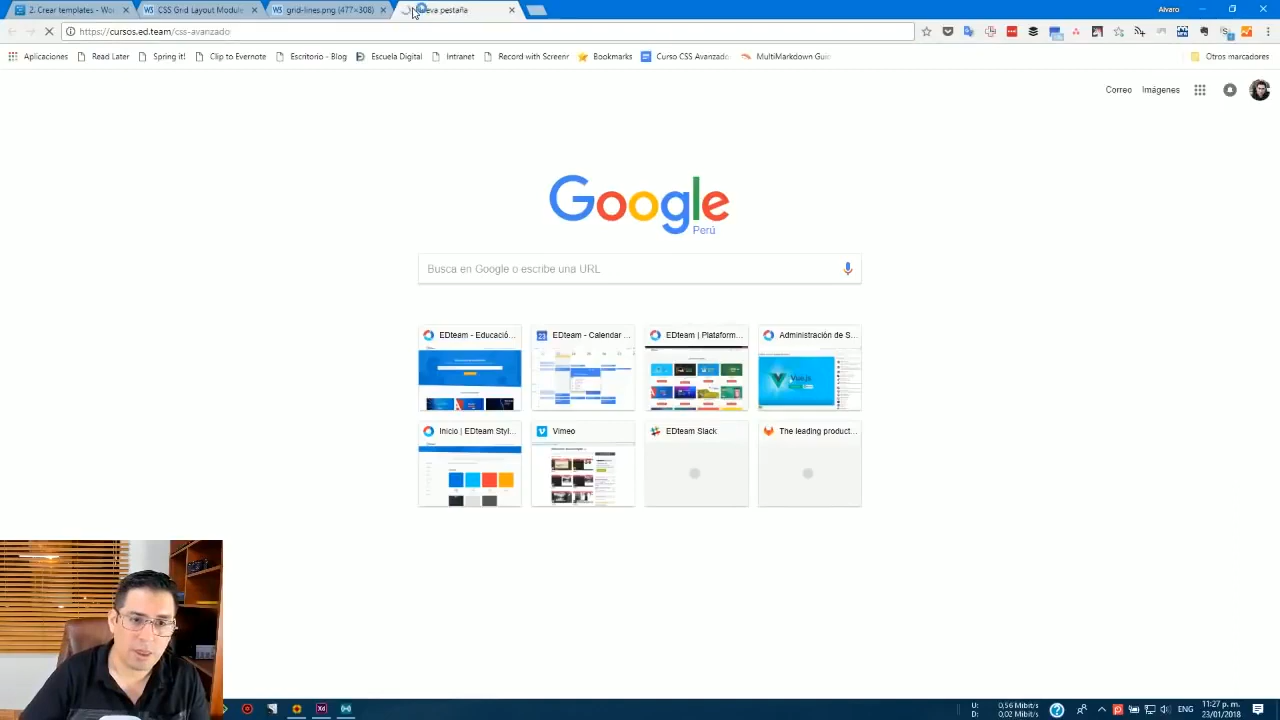 2. Crear templates - Wo
CSS Grid Layout Module
grid-lines.png (477×308)
eva pestaña
Alvaro
https://cursos.ed.team/css-avanzado
Aplicaciones
Read Later
Spring it!
Clip to Evernote
Escritorio - Blog
Escuela Digital
Intranet
Record with Screenr
Bookmarks
Curso CSS Avanzado
MultiMarkdown Guid
Otros marcadores
Correo
Imágenes
Google
Perú
Busca en Google o escribe una URL
EDteam - Educació...
EDteam - Calendar ...
EDteam | Plataform...
Administración de S...
Vue.js
Inicio | EDteam Styl...
Vimeo
EDteam Slack
The leading product...
U: 0,56 Mibit/s
D: 0,02 Mibit/s
ENG
11:27 p. m.
23/01/2018